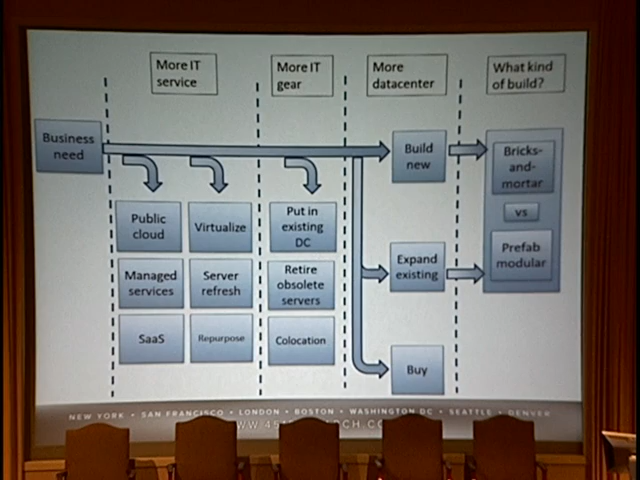 More IT
service
More IT
gear
More
datacenter
What kind
of build?
Business
need
Build
new
Bricks-
and-
mortar
vs
Prefab
modular
Public
cloud
Virtualize
Put in
existing
DC
Managed
services
Server
refresh
Retire
obsolete
servers
Expand
existing
SaaS
Repurpose
Colocation
Buy
NEW YORK • SAN FRANCISCO • LONDON • BOSTON • WASHINGTON DC • SEATTLE • DENVER